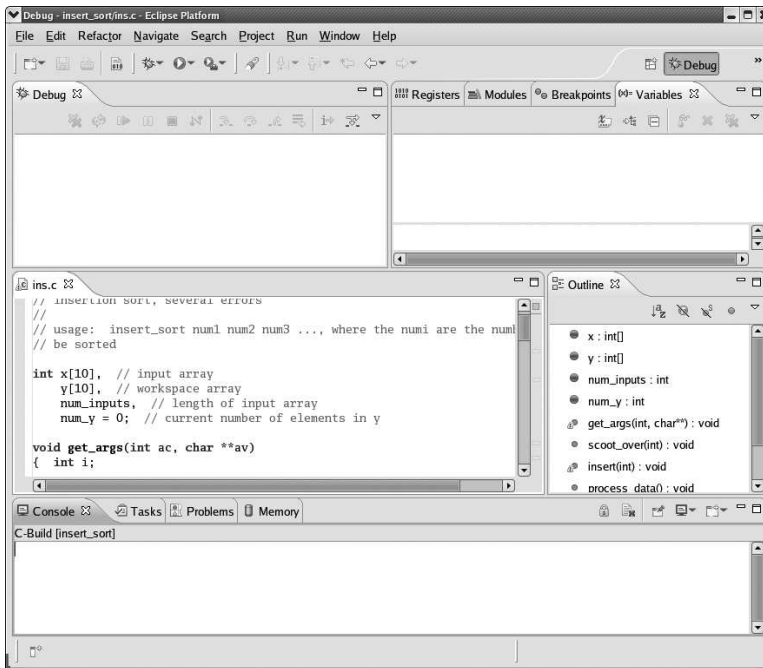 Debug - insert_sort/ins.c - Eclipse Platform
File Edit Refactor Navigate Search Project Run Window Help
Debug »
Debug
Registers Modules Breakpoints (x)= Variables
ins.c
// insertion sort, several errors
//
// usage: insert_sort num1 num2 num3 ..., where the numi are the numb
// be sorted
int x[10], // input array
y[10], // workspace array
num_inputs, // length of input array
num_y = 0; // current number of elements in y
void get_args(int ac, char **av)
{ int i;
Outline
x : int[]
y : int[]
num_inputs : int
num_y : int
get_args(int, char**) : void
scoot_over(int) : void
insert(int) : void
process_data() : void
Console Tasks Problems Memory
C-Build [insert_sort]